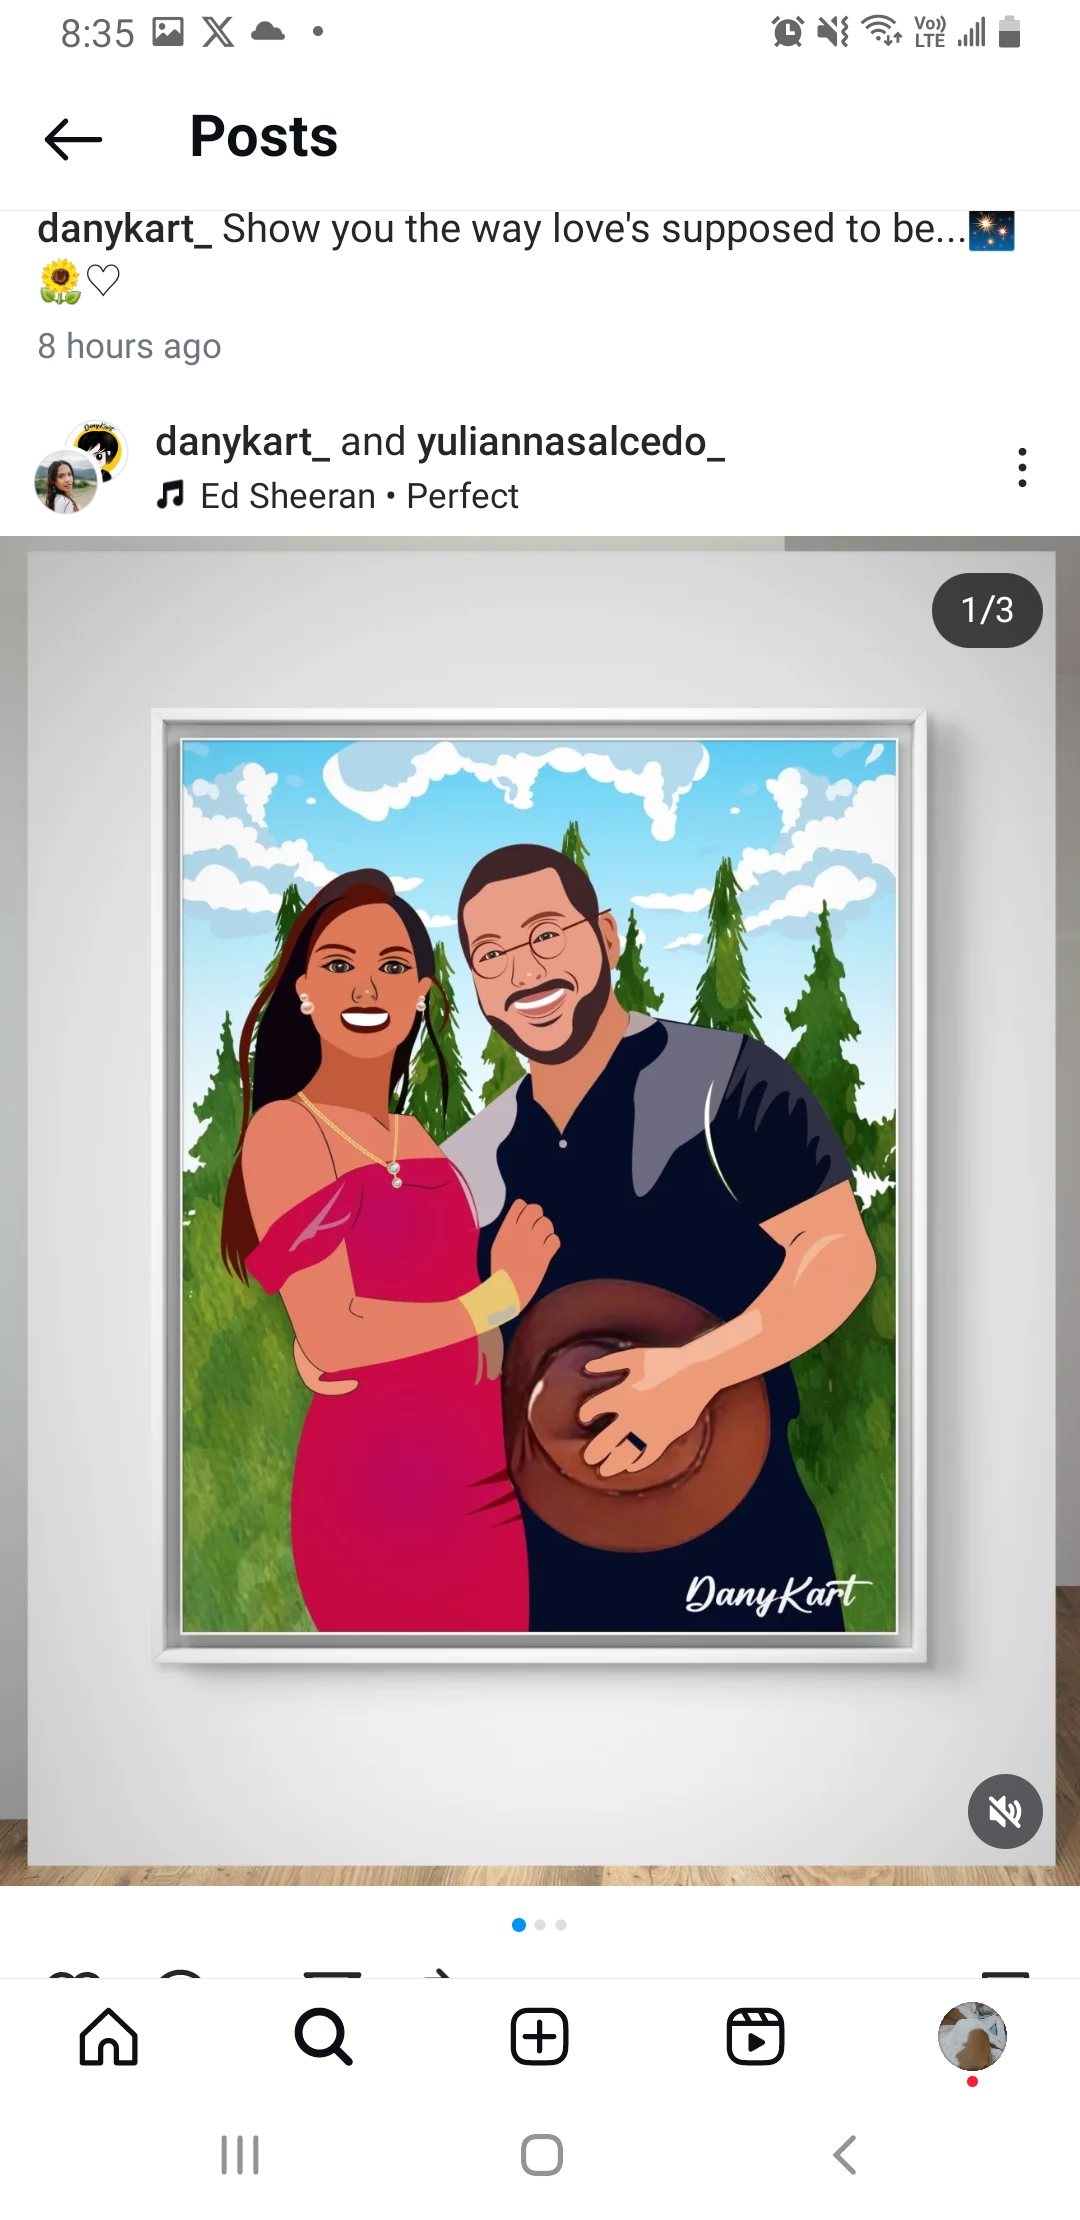 8:35
Vo))
LTE
Posts
danykart_ Show you the way love's supposed to be...🎇
🌻♡
8 hours ago
danykart_ and yuliannasalcedo_
Ed Sheeran • Perfect
1/3
DanyKart